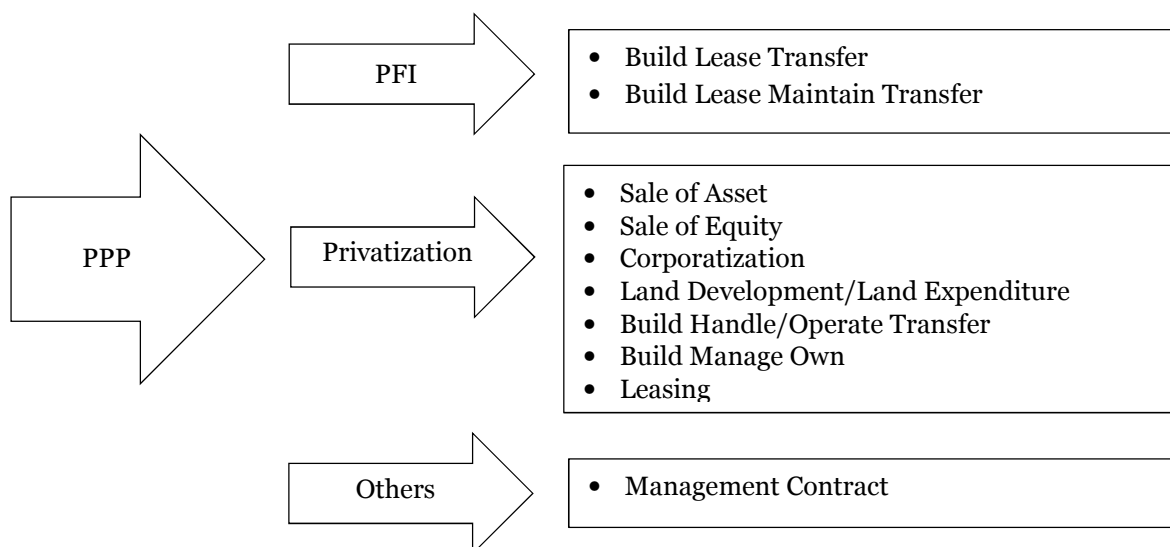 PPP
PFI
• Build Lease Transfer
• Build Lease Maintain Transfer
Privatization
• Sale of Asset
• Sale of Equity
• Corporatization
• Land Development/Land Expenditure
• Build Handle/Operate Transfer
• Build Manage Own
• Leasing
Others
• Management Contract